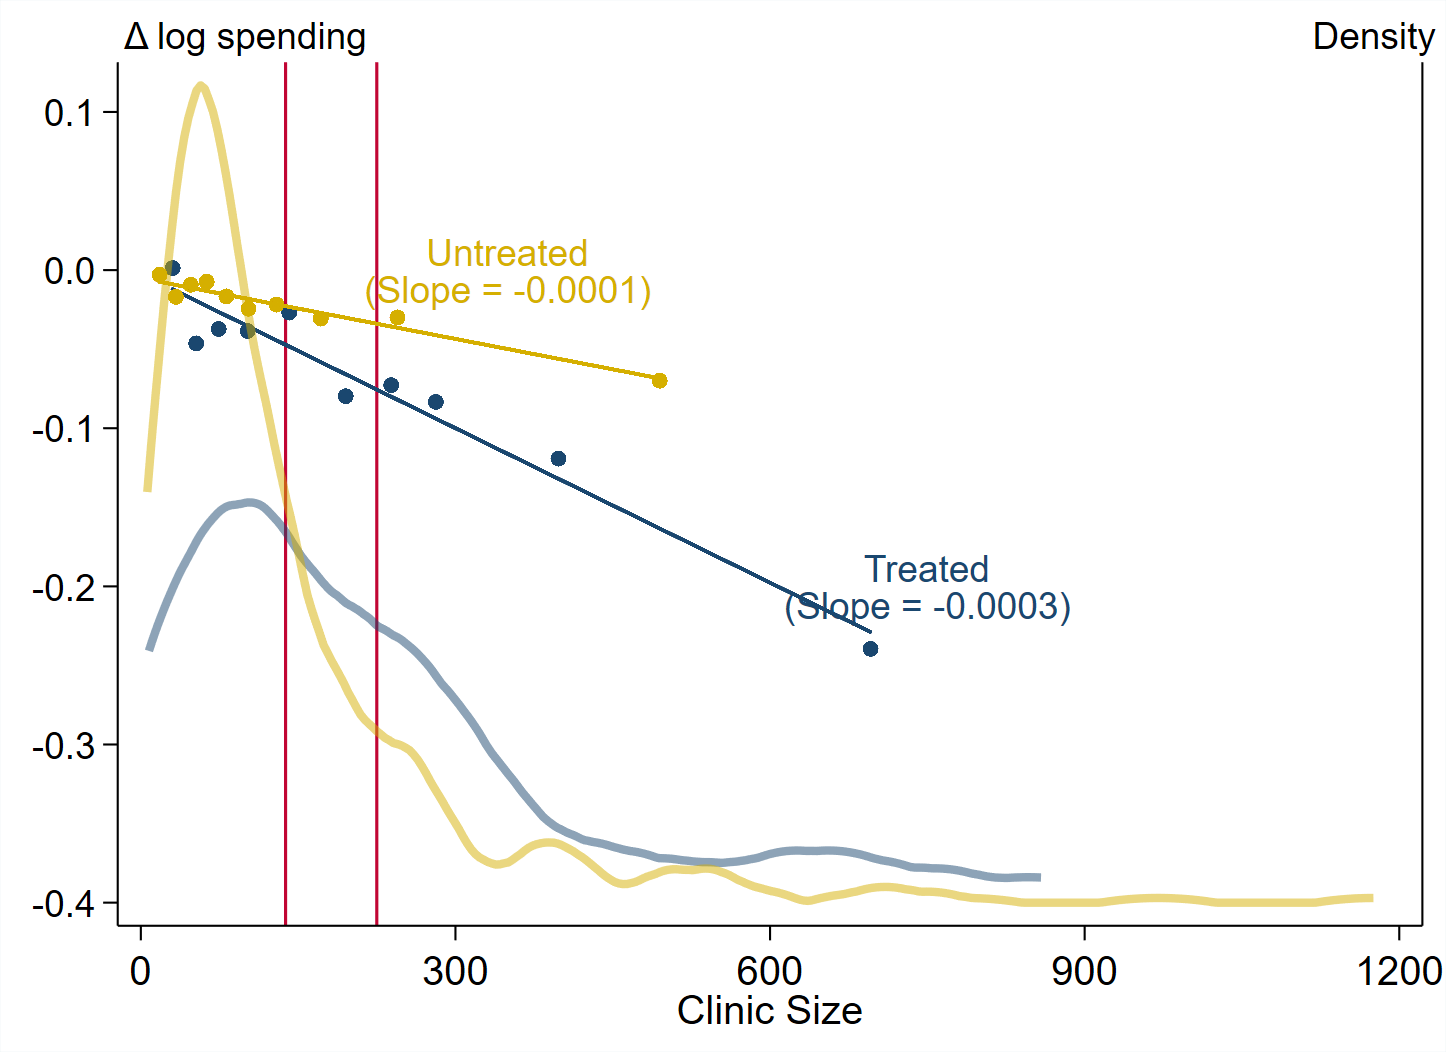 Δ log spending
Density
0.1
0.0
-0.1
-0.2
-0.3
-0.4
Untreated
(Slope = -0.0001)
Treated
(Slope = -0.0003)
0
300
600
900
1200
Clinic Size